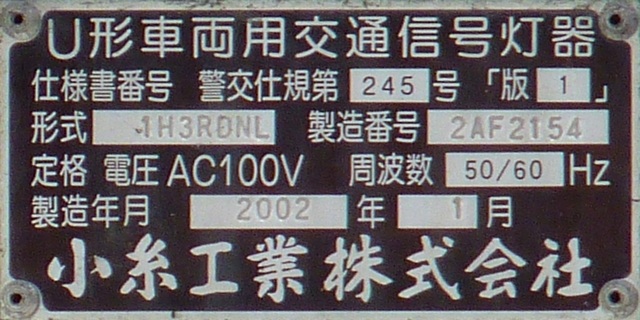 U形車両用交通信号灯器
仕様書番号 警交仕規第 245 号 「版 1 」
形式 1H3RDNL 製造番号 2AF2154
定格 電圧 AC100V 周波数 50/60 Hz
製造年月 2002 年 1 月
小糸工業株式会社